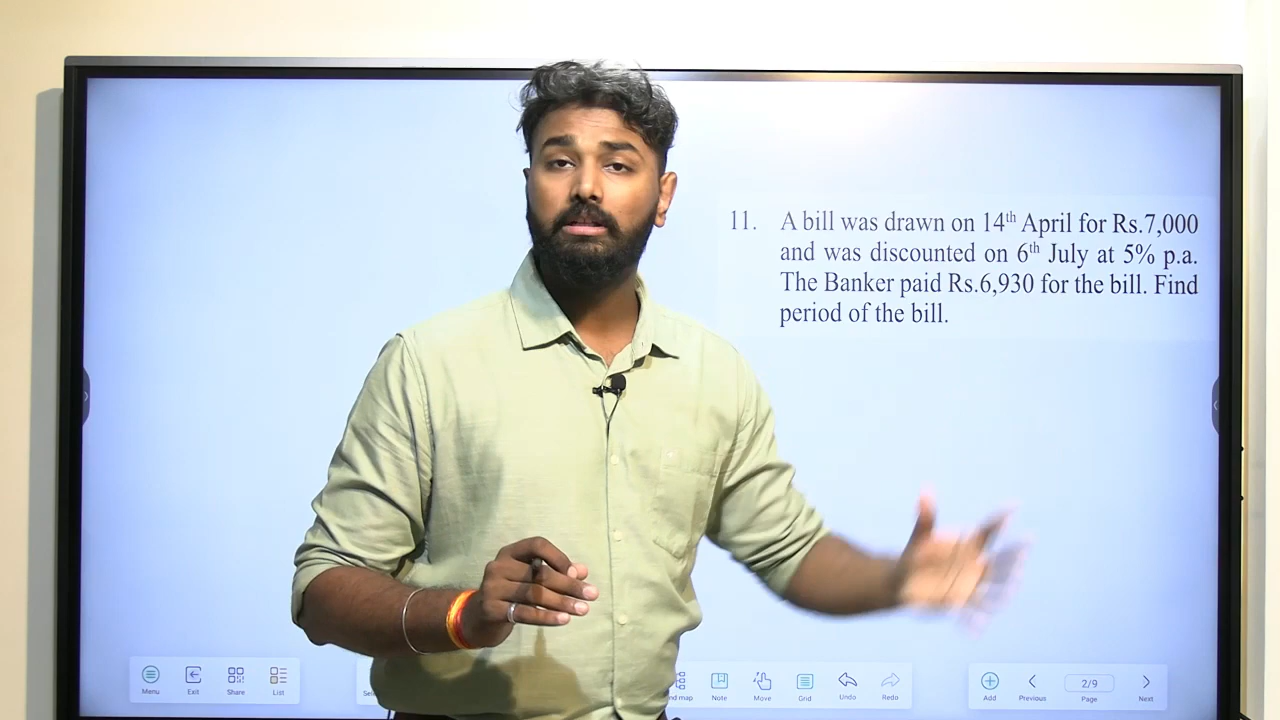 11. A bill was drawn on 14th April for Rs.7,000
and was discounted on 6th July at 5% p.a.
The Banker paid Rs.6,930 for the bill. Find
period of the bill.
Menu Exit Share List map Note Move Grid Undo Redo Add Previous 2/9 Page Next